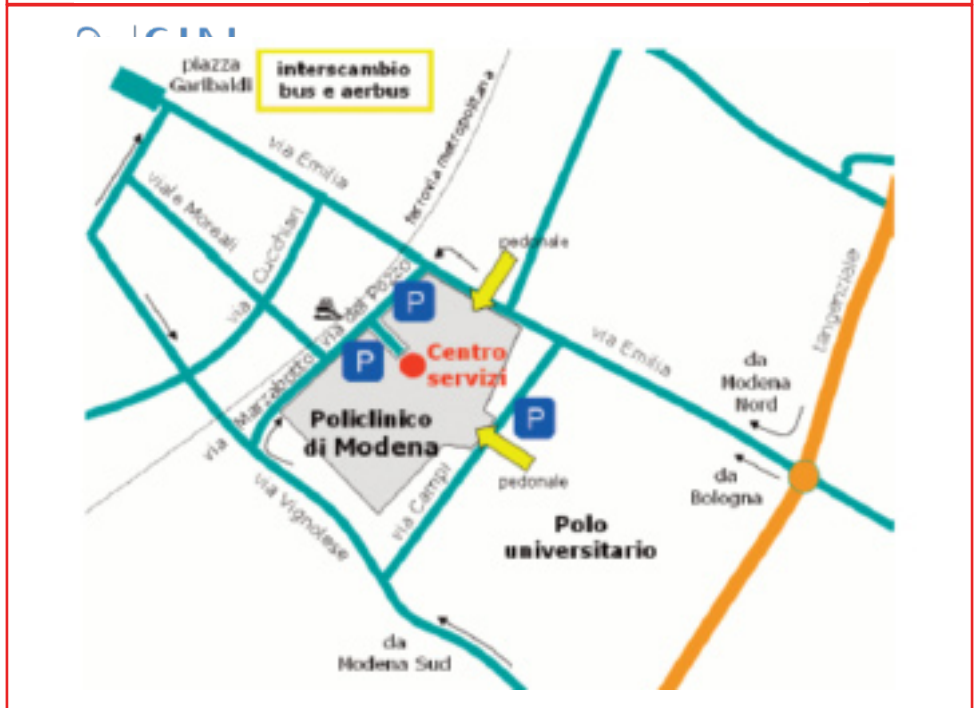 piazza
Garibaldi
interscambio
bus e aerbus
ferrovia metropolitana
via Emilia
viale Moreali
via Cucchiari
pedonale
via del Pozzo
P
P
Centro
servizi
via Emilia
tangenziale
da
Modena
Nord
via Marzabotto
Policlinico
di Modena
P
da
Bologna
pedonale
via Campi
via Vignolese
Polo
universitario
da
Modena Sud